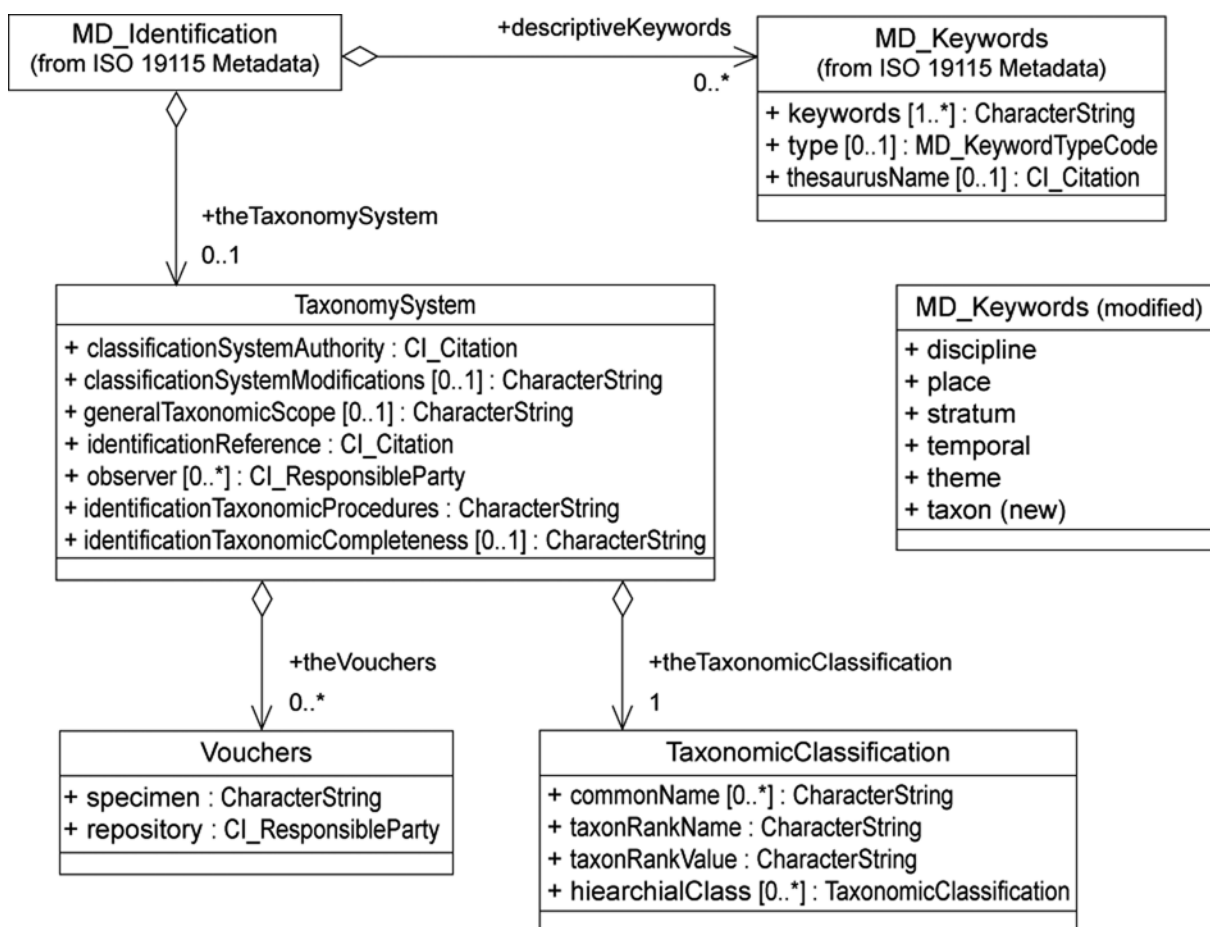 MD_Identification
(from ISO 19115 Metadata)
+descriptiveKeywords
0..*
MD_Keywords
(from ISO 19115 Metadata)
+ keywords [1..*] : CharacterString
+ type [0..1] : MD_KeywordTypeCode
+ thesaurusName [0..1] : CI_Citation
+theTaxonomySystem
0..1
TaxonomySystem
+ classificationSystemAuthority : CI_Citation
+ classificationSystemModifications [0..1] : CharacterString
+ generalTaxonomicScope [0..1] : CharacterString
+ identificationReference : CI_Citation
+ observer [0..*] : CI_ResponsibleParty
+ identificationTaxonomicProcedures : CharacterString
+ identificationTaxonomicCompleteness [0..1] : CharacterString
MD_Keywords (modified)
+ discipline
+ place
+ stratum
+ temporal
+ theme
+ taxon (new)
+theVouchers
0..*
+theTaxonomicClassification
1
Vouchers
+ specimen : CharacterString
+ repository : CI_ResponsibleParty
TaxonomicClassification
+ commonName [0..*] : CharacterString
+ taxonRankName : CharacterString
+ taxonRankValue : CharacterString
+ hiearchialClass [0..*] : TaxonomicClassification